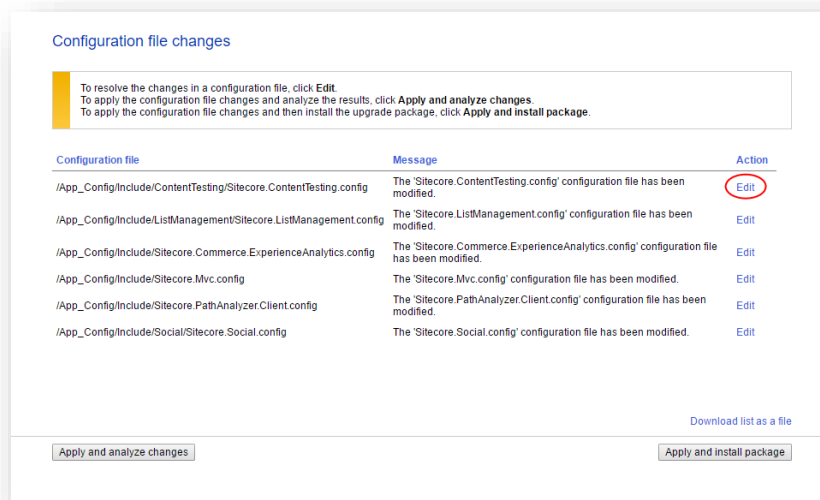 Configuration file changes
To resolve the changes in a configuration file, click Edit.
To apply the configuration file changes and analyze the results, click Apply and analyze changes.
To apply the configuration file changes and then install the upgrade package, click Apply and install package.
Configuration file Message Action
/App_Config/Include/ContentTesting/Sitecore.ContentTesting.config The 'Sitecore.ContentTesting.config' configuration file has been modified. Edit
/App_Config/Include/ListManagement/Sitecore.ListManagement.config The 'Sitecore.ListManagement.config' configuration file has been modified. Edit
/App_Config/Include/Sitecore.Commerce.ExperienceAnalytics.config The 'Sitecore.Commerce.ExperienceAnalytics.config' configuration file has been modified. Edit
/App_Config/Include/Sitecore.Mvc.config The 'Sitecore.Mvc.config' configuration file has been modified. Edit
/App_Config/Include/Sitecore.PathAnalyzer.Client.config The 'Sitecore.PathAnalyzer.Client.config' configuration file has been modified. Edit
/App_Config/Include/Social/Sitecore.Social.config The 'Sitecore.Social.config' configuration file has been modified. Edit
Download list as a file
Apply and analyze changes Apply and install package